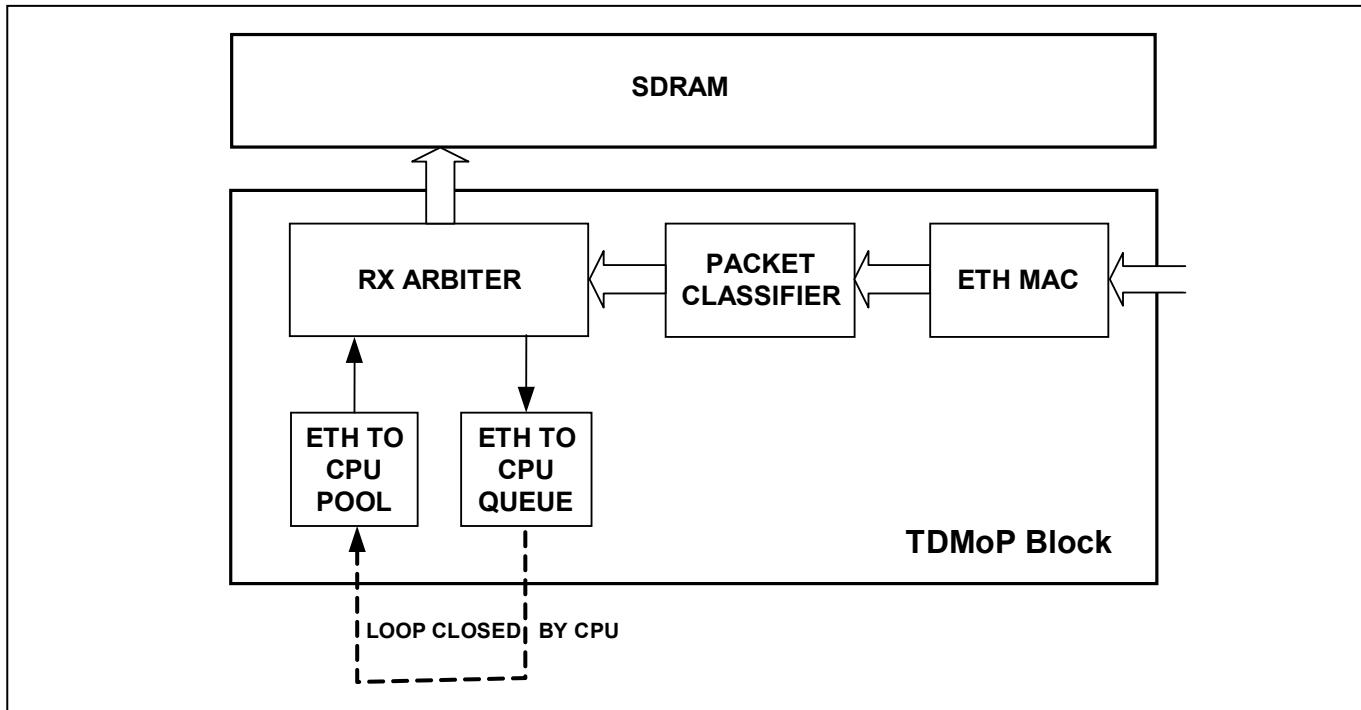 SDRAM
RX ARBITER
PACKET
CLASSIFIER
ETH MAC
ETH TO
CPU
POOL
ETH TO
CPU
QUEUE
TDMoP Block
LOOP CLOSED BY CPU